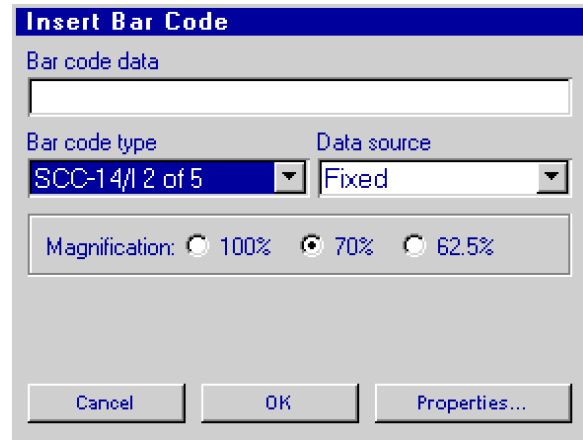 Insert Bar Code
Bar code data
Bar code type Data source
SCC-14/I 2 of 5 Fixed
Magnification: 100% 70% 62.5%
Cancel OK Properties...